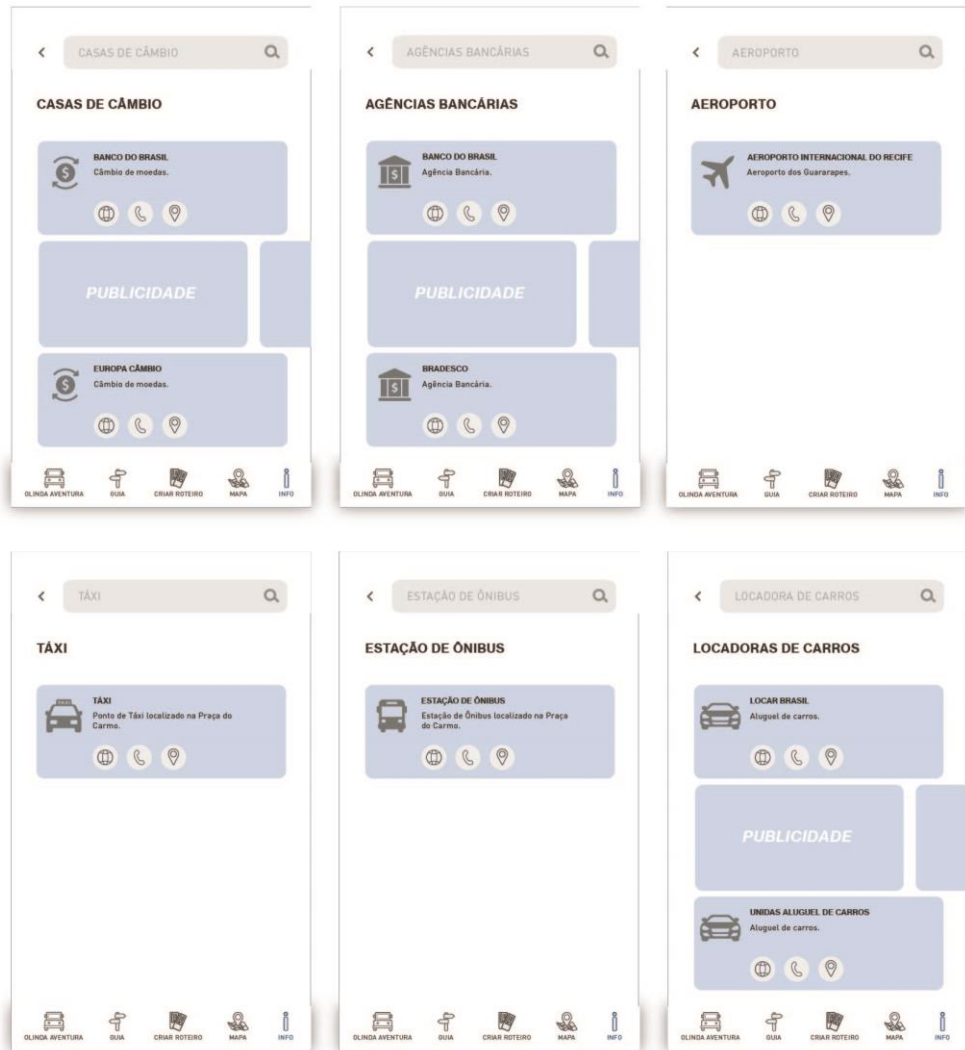 CASAS DE CÂMBIO
CASAS DE CÂMBIO
BANCO DO BRASIL
Câmbio de moedas.
PUBLICIDADE
EUROPA CÂMBIO
Câmbio de moedas.
OLINDA AVENTURA GUIA CRIAR ROTEIRO MAPA INFO
AGÊNCIAS BANCÁRIAS
AGÊNCIAS BANCÁRIAS
BANCO DO BRASIL
Agência Bancária.
PUBLICIDADE
BRADESCO
Agência Bancária.
OLINDA AVENTURA GUIA CRIAR ROTEIRO MAPA INFO
AEROPORTO
AEROPORTO
AEROPORTO INTERNACIONAL DO RECIFE
Aeroporto dos Guararapes.
OLINDA AVENTURA GUIA CRIAR ROTEIRO MAPA INFO
TÁXI
TÁXI
TÁXI
TÁXI
Ponto de Táxi localizado na Praça do
Carmo.
OLINDA AVENTURA GUIA CRIAR ROTEIRO MAPA INFO
ESTAÇÃO DE ÔNIBUS
ESTAÇÃO DE ÔNIBUS
ESTAÇÃO DE ÔNIBUS
Estação de Ônibus localizado na Praça
do Carmo.
OLINDA AVENTURA GUIA CRIAR ROTEIRO MAPA INFO
LOCADORA DE CARROS
LOCADORAS DE CARROS
LOCAR BRASIL
Aluguel de carros.
PUBLICIDADE
UNIDAS ALUGUEL DE CARROS
Aluguel de carros.
OLINDA AVENTURA GUIA CRIAR ROTEIRO MAPA INFO